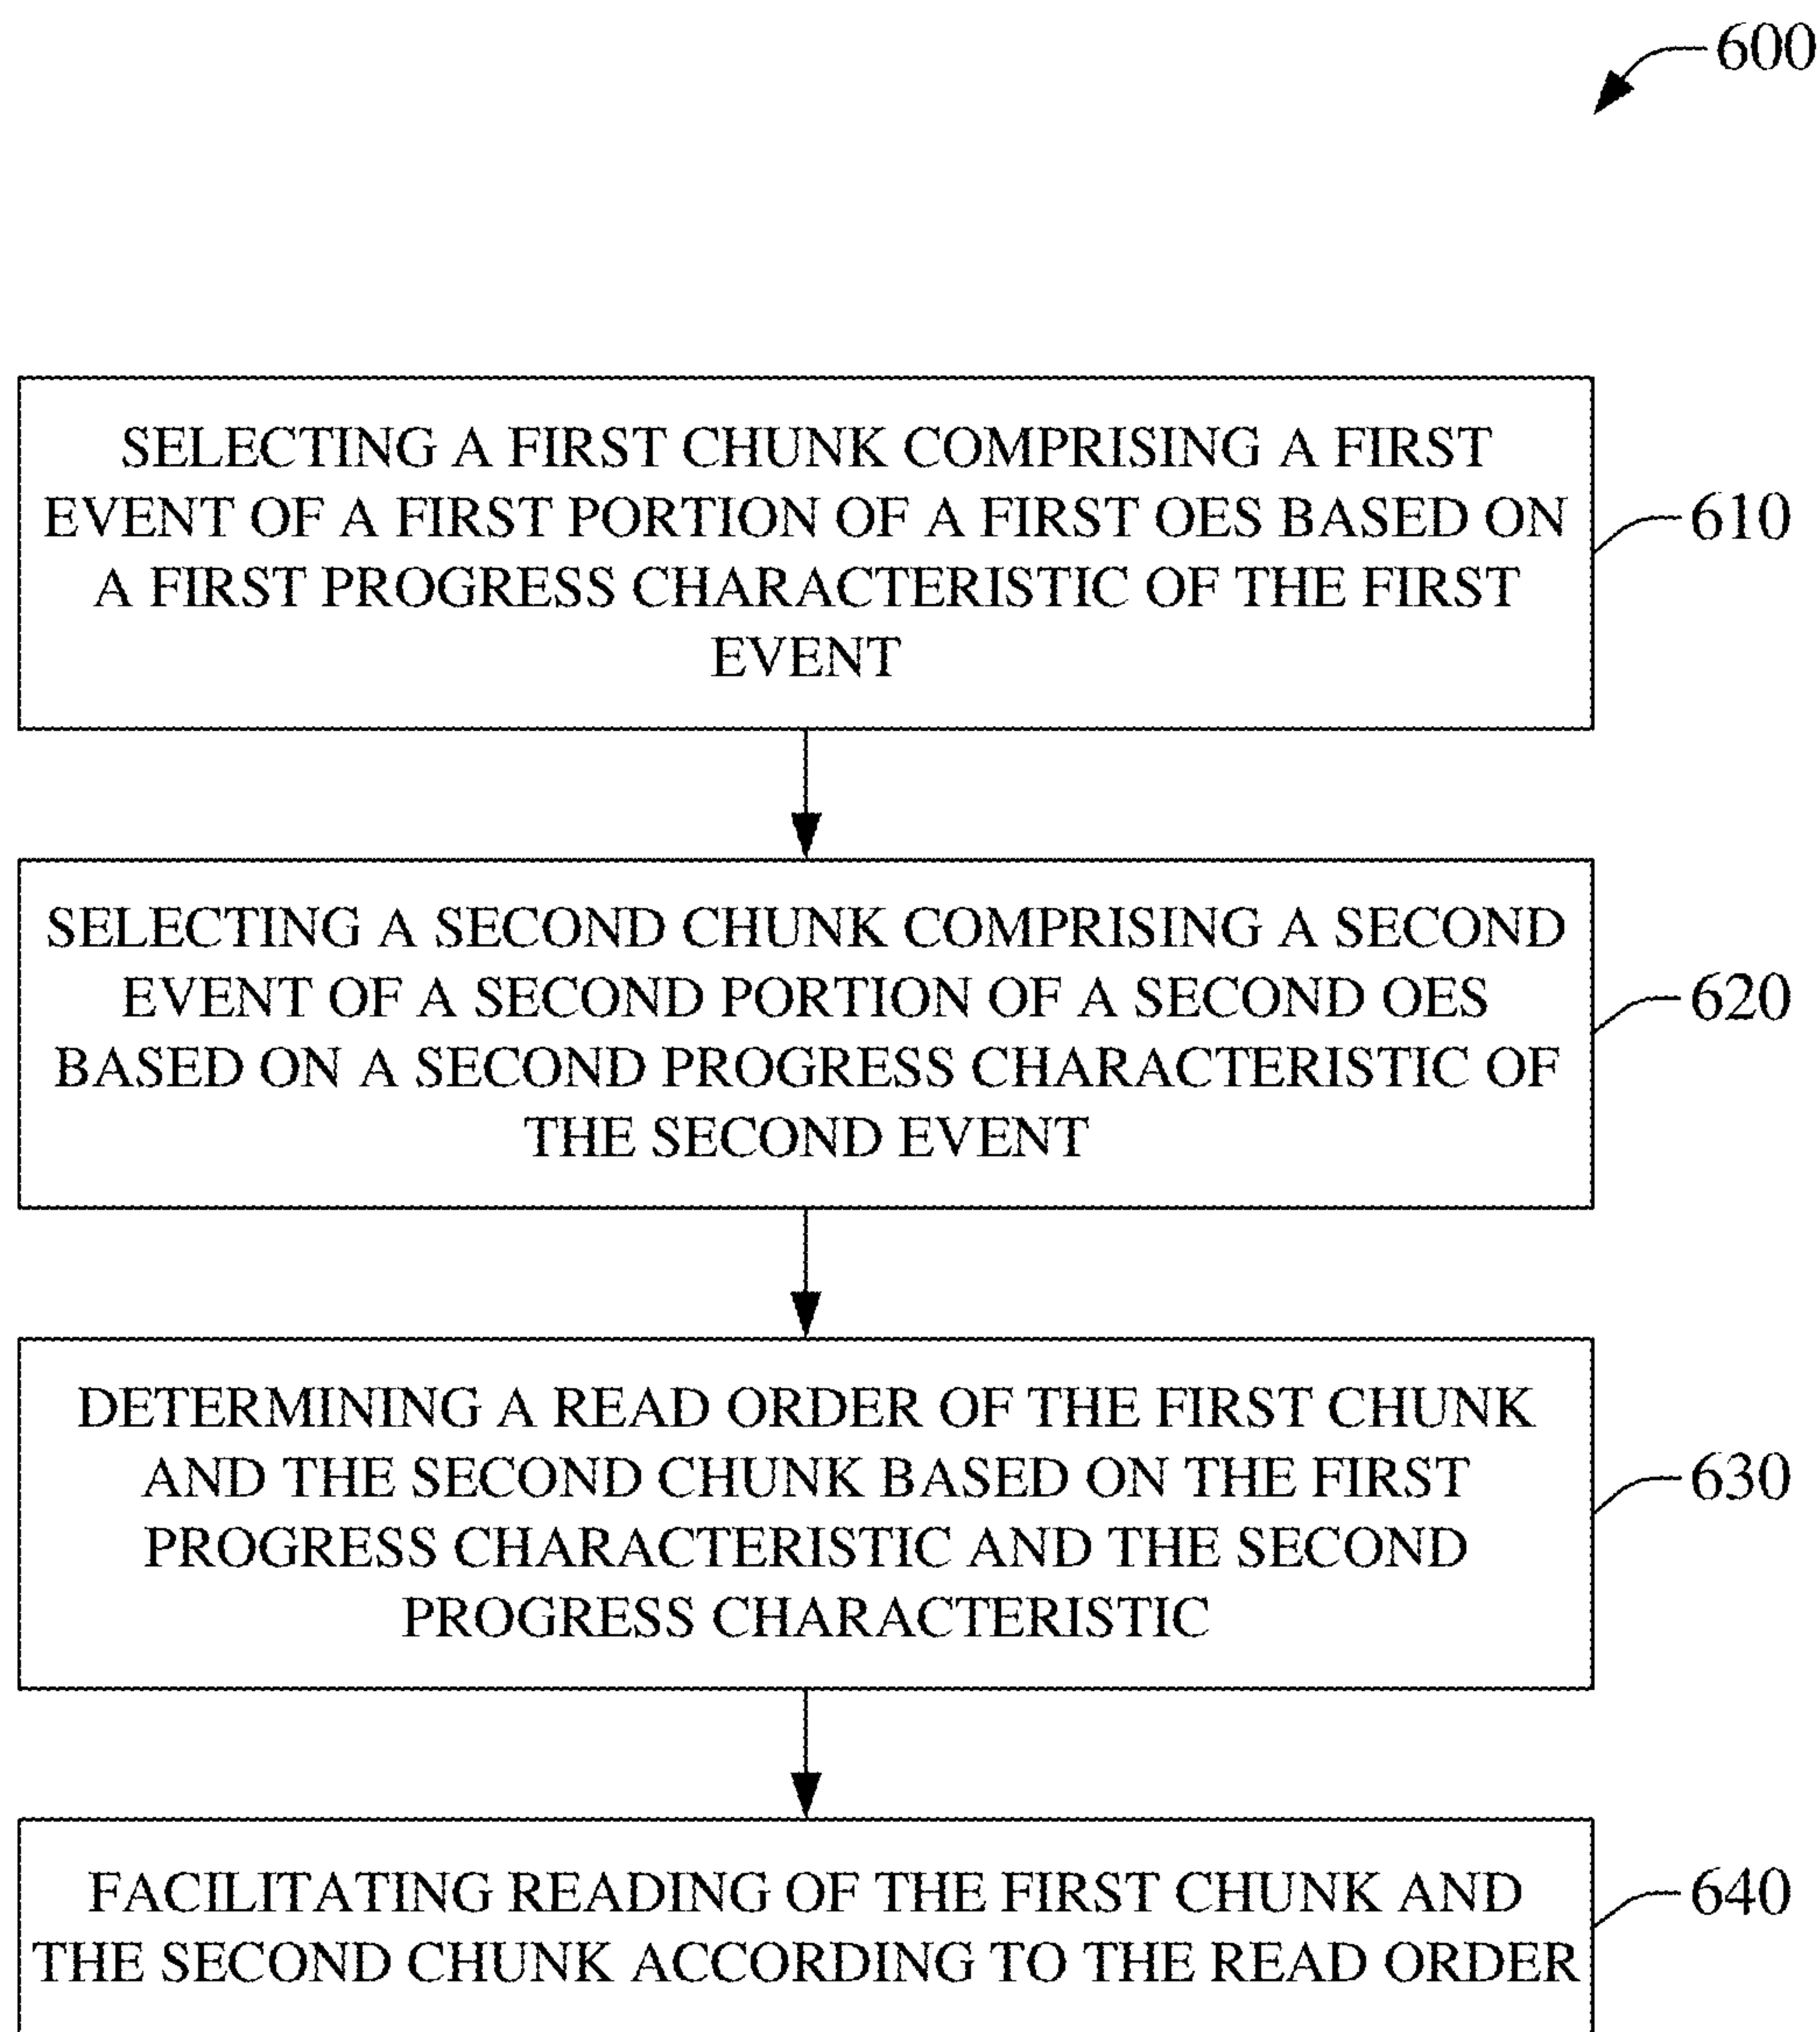 600
SELECTING A FIRST CHUNK COMPRISING A FIRST
EVENT OF A FIRST PORTION OF A FIRST OES BASED ON
A FIRST PROGRESS CHARACTERISTIC OF THE FIRST
EVENT
610
SELECTING A SECOND CHUNK COMPRISING A SECOND
EVENT OF A SECOND PORTION OF A SECOND OES
BASED ON A SECOND PROGRESS CHARACTERISTIC OF
THE SECOND EVENT
620
DETERMINING A READ ORDER OF THE FIRST CHUNK
AND THE SECOND CHUNK BASED ON THE FIRST
PROGRESS CHARACTERISTIC AND THE SECOND
PROGRESS CHARACTERISTIC
630
FACILITATING READING OF THE FIRST CHUNK AND
THE SECOND CHUNK ACCORDING TO THE READ ORDER
640